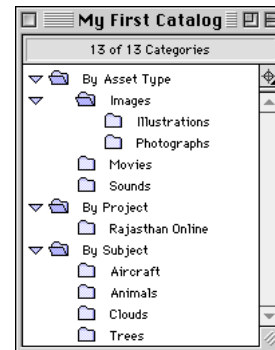 My First Catalog
13 of 13 Categories
By Asset Type
Images
Illustrations
Photographs
Movies
Sounds
By Project
Rajasthan Online
By Subject
Aircraft
Animals
Clouds
Trees